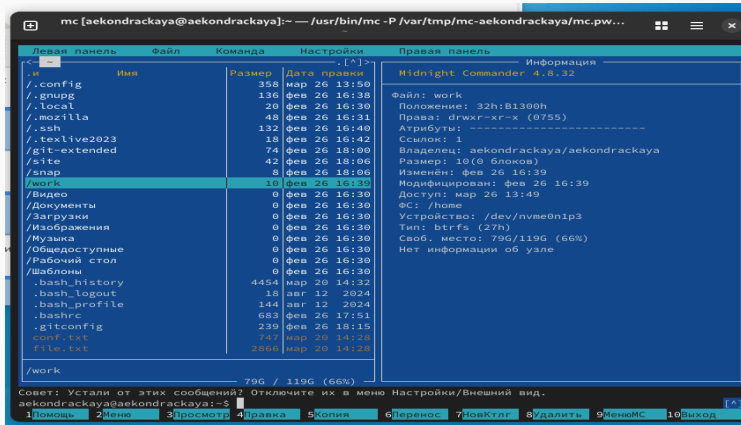 mc [aekondrackaya@aekondrackaya]:~ — /usr/bin/mc -P /var/tmp/mc-aekondrackaya/mc.pw...
~
Левая панель Файл Команда Настройки Правая панель
<— ~ .[^]>
.и Имя Размер Дата правки
/.config 358 мар 26 13:50
/.gnupg 136 фев 26 16:38
/.local 20 фев 26 16:30
/.mozilla 48 фев 26 16:31
/.ssh 132 фев 26 16:40
/.texlive2023 18 фев 26 16:42
/git-extended 74 фев 26 18:00
/site 42 фев 26 18:06
/snap 8 фев 26 18:06
/work 10 фев 26 16:39
/Видео 0 фев 26 16:30
/Документы 0 фев 26 16:30
/Загрузки 0 фев 26 16:30
/Изображения 0 фев 26 16:30
/Музыка 0 фев 26 16:30
/Общедоступные 0 фев 26 16:30
/Рабочий стол 0 фев 26 16:30
/Шаблоны 0 фев 26 16:30
.bash_history 4454 мар 20 14:32
.bash_logout 18 авг 12 2024
.bash_profile 144 авг 12 2024
.bashrc 683 фев 26 17:51
.gitconfig 239 фев 26 18:15
conf.txt 747 мар 20 14:28
file.txt 2866 мар 20 14:28
/work
79G / 119G (66%)
Информация
Midnight Commander 4.8.32
Файл: work
Положение: 32h:B1300h
Права: drwxr-xr-x (0755)
Атрибуты: ------------------------
Ссылок: 1
Владелец: aekondrackaya/aekondrackaya
Размер: 10(0 блоков)
Изменён: фев 26 16:39
Модифицирован: фев 26 16:39
Доступ: мар 26 13:49
ФС: /home
Устройство: /dev/nvme0n1p3
Тип: btrfs (27h)
Своб. место: 79G/119G (66%)
Нет информации об узле
Совет: Устали от этих сообщений? Отключите их в меню Настройки/Внешний вид.
aekondrackaya@aekondrackaya:~$ [^]
1Помощь 2Меню 3Просмотр 4Правка 5Копия 6Перенос 7НовКтлг 8Удалить 9МенюMC 10Выход